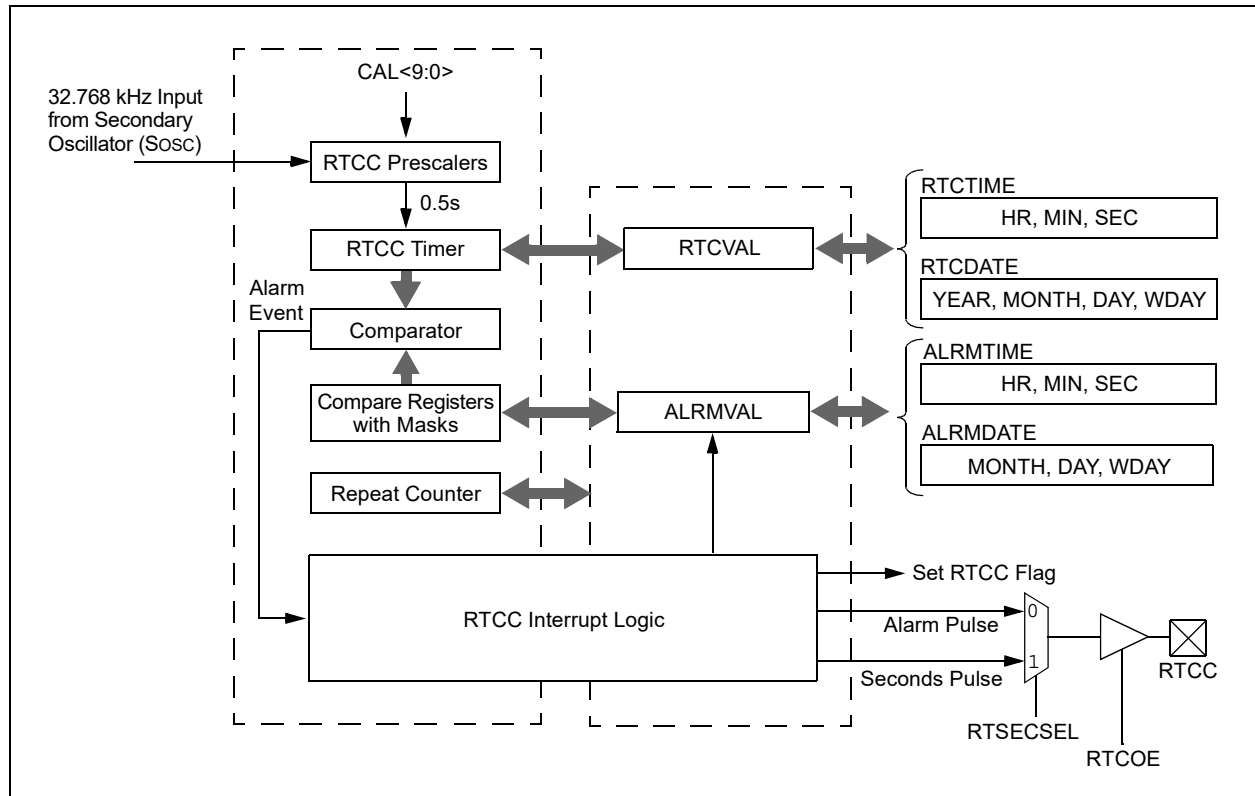 CAL<9:0>
32.768 kHz Input
from Secondary
Oscillator (SOSC)
RTCC Prescalers
0.5s
RTCC Timer
RTCVAL
RTCTIME
HR, MIN, SEC
RTCDATE
YEAR, MONTH, DAY, WDAY
Alarm
Event
Comparator
Compare Registers
with Masks
ALRMVAL
ALRMTIME
HR, MIN, SEC
ALRMDATE
MONTH, DAY, WDAY
Repeat Counter
RTCC Interrupt Logic
Set RTCC Flag
Alarm Pulse
0
Seconds Pulse
1
RTCC
RTSECSEL
RTCOE